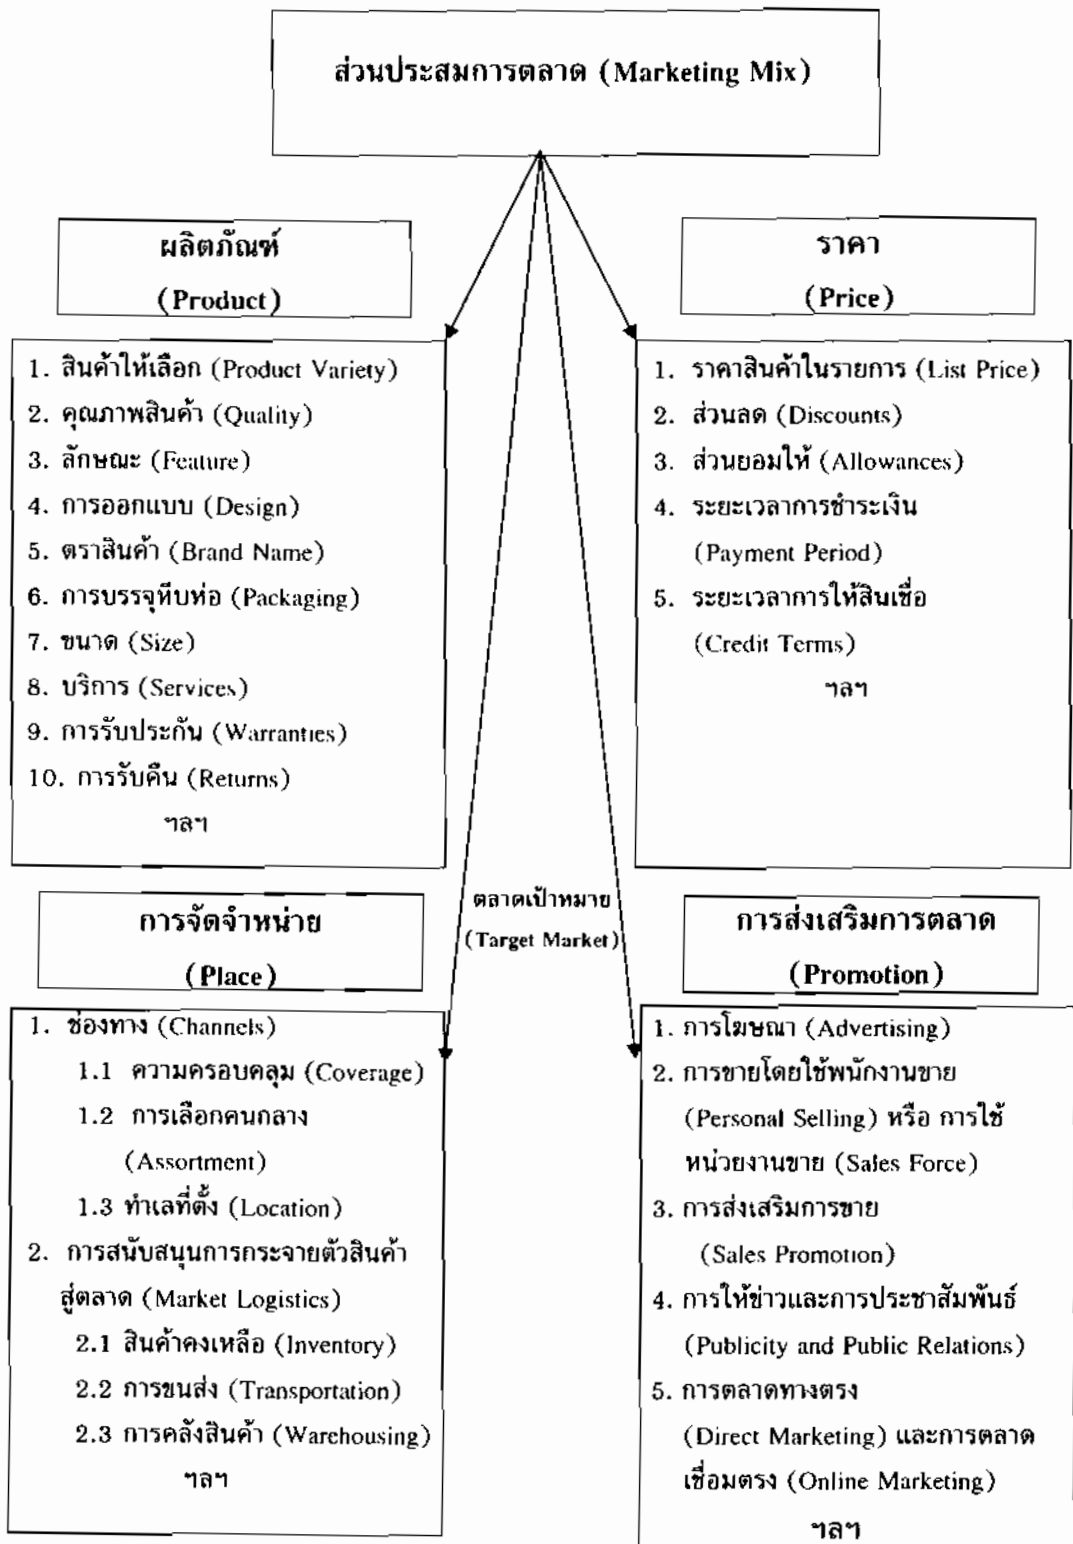 ส่วนประสมการตลาด (Marketing Mix)
ผลิตภัณฑ์
(Product)
1. สินค้าให้เลือก (Product Variety)
2. คุณภาพสินค้า (Quality)
3. ลักษณะ (Feature)
4. การออกแบบ (Design)
5. ตราสินค้า (Brand Name)
6. การบรรจุหีบห่อ (Packaging)
7. ขนาด (Size)
8. บริการ (Services)
9. การรับประกัน (Warranties)
10. การรับคืน (Returns)
ฯลฯ
ราคา
(Price)
1. ราคาสินค้าในรายการ (List Price)
2. ส่วนลด (Discounts)
3. ส่วนยอมให้ (Allowances)
4. ระยะเวลาการชำระเงิน
(Payment Period)
5. ระยะเวลาการให้สินเชื่อ
(Credit Terms)
ฯลฯ
ตลาดเป้าหมาย
(Target Market)
การจัดจำหน่าย
(Place)
1. ช่องทาง (Channels)
1.1 ความครอบคลุม (Coverage)
1.2 การเลือกคนกลาง
(Assortment)
1.3 ทำเลที่ตั้ง (Location)
2. การสนับสนุนการกระจายตัวสินค้า
สู่ตลาด (Market Logistics)
2.1 สินค้าคงเหลือ (Inventory)
2.2 การขนส่ง (Transportation)
2.3 การคลังสินค้า (Warehousing)
ฯลฯ
การส่งเสริมการตลาด
(Promotion)
1. การโฆษณา (Advertising)
2. การขายโดยใช้พนักงานขาย
(Personal Selling) หรือ การใช้
หน่วยงานขาย (Sales Force)
3. การส่งเสริมการขาย
(Sales Promotion)
4. การให้ข่าวและการประชาสัมพันธ์
(Publicity and Public Relations)
5. การตลาดทางตรง
(Direct Marketing) และการตลาด
เชื่อมตรง (Online Marketing)
ฯลฯ